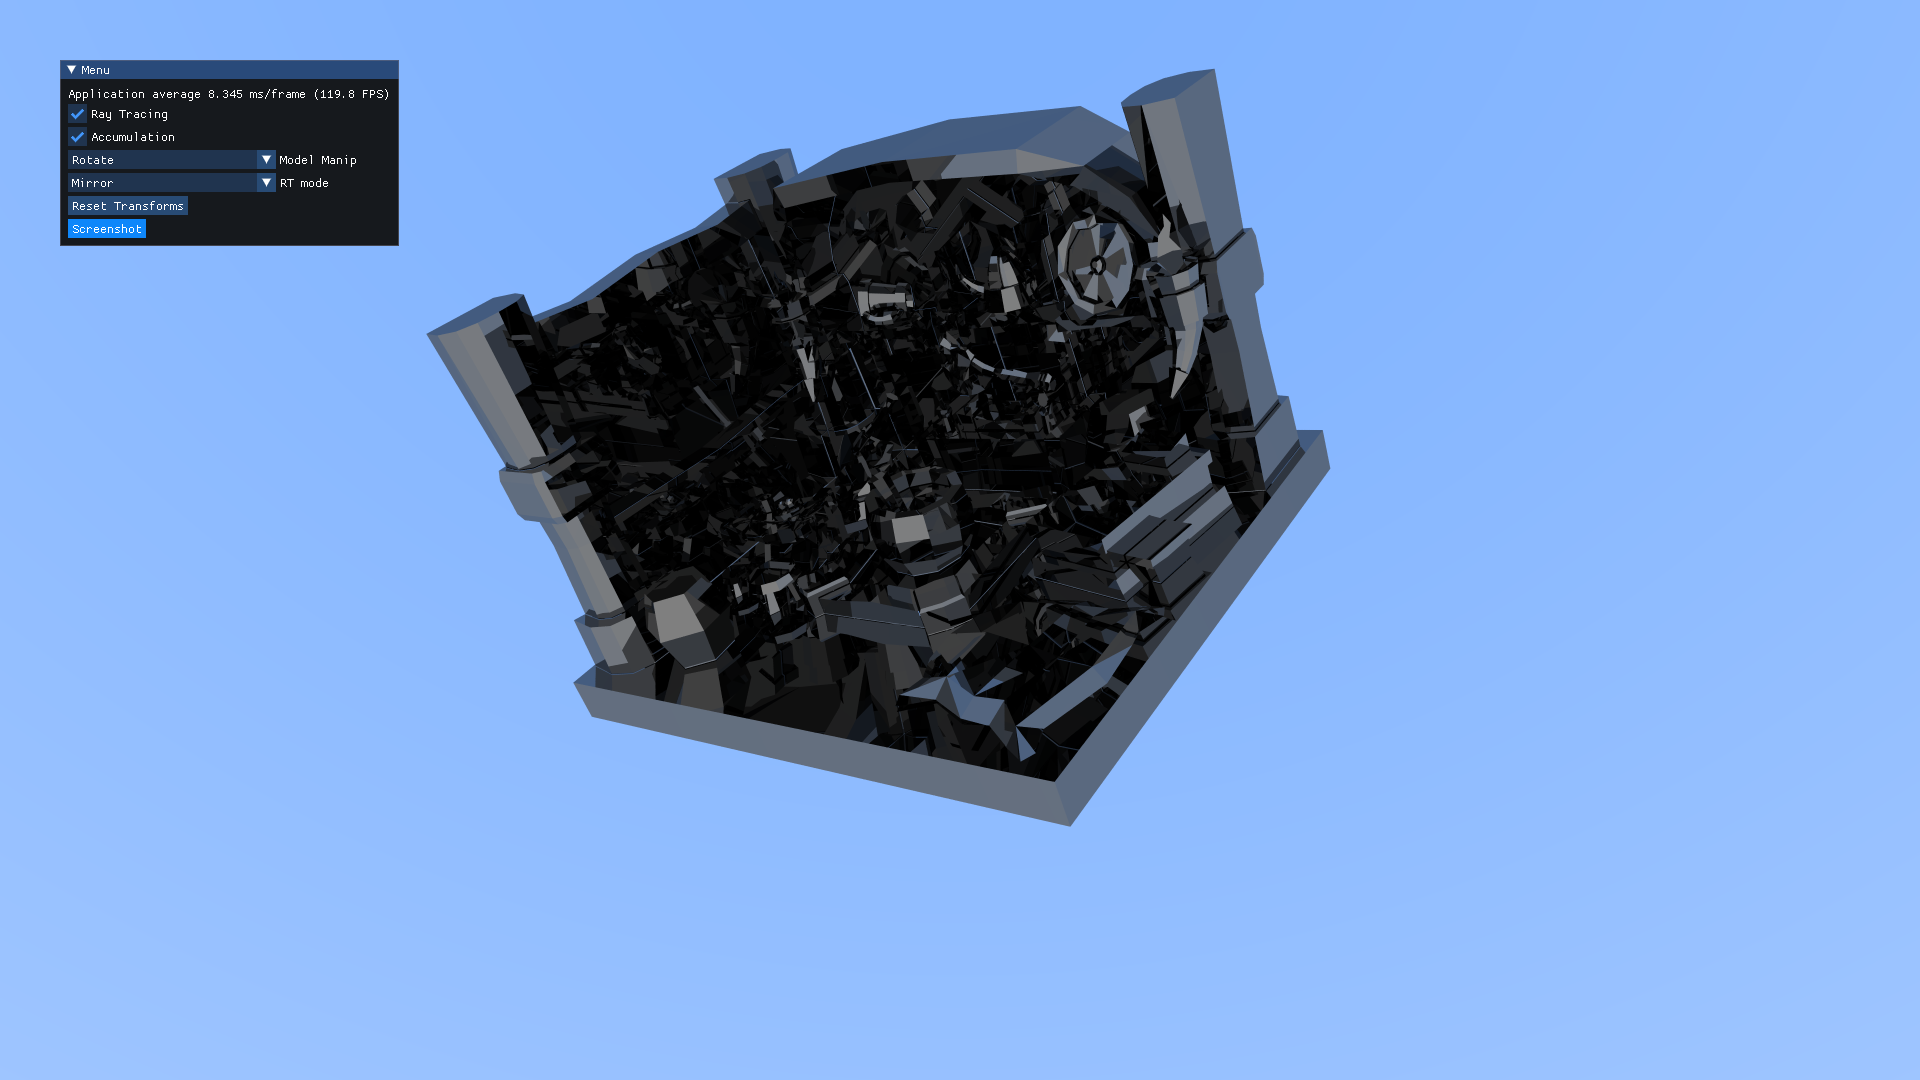 Menu
Application average 8.345 ms/frame (119.8 FPS)
Ray Tracing
Accumulation
Rotate Model Manip
Mirror RT mode
Reset Transforms
Screenshot